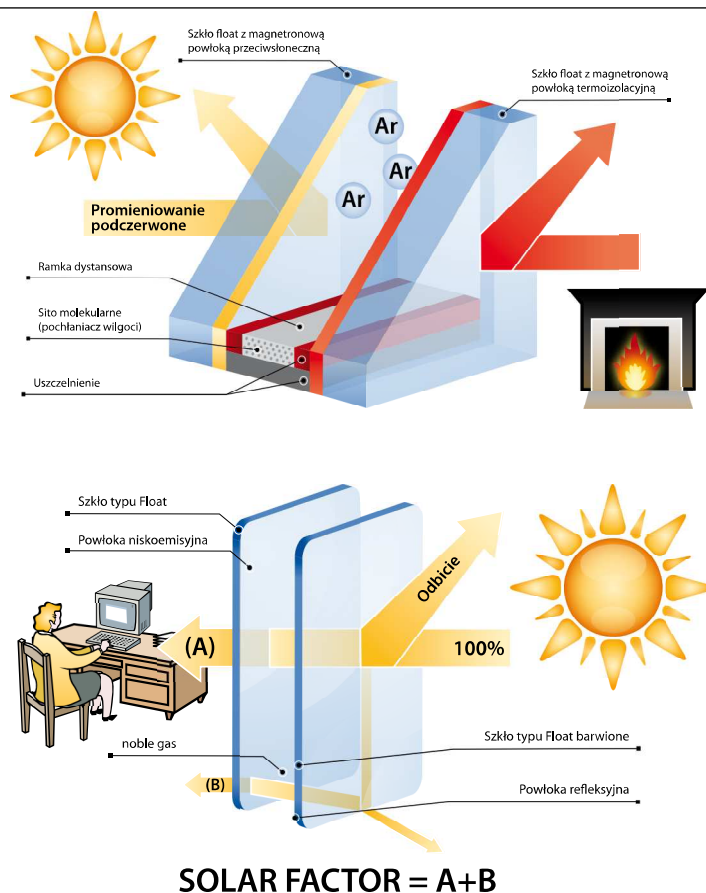 Szkło float z magnetronową
powłoką przeciwsłoneczną
Szkło float z magnetronową
powłoką termoizolacyjną
Ar
Ar
Ar
Promieniowanie
podczerwone
Ramka dystansowa
Sito molekularne
(pochłaniacz wilgoci)
Uszczelnienie
Szkło typu Float
Powłoka niskoemisyjna
Odbicie
(A)
100%
noble gas
Szkło typu Float barwione
(B)
Powłoka refleksyjna
SOLAR FACTOR = A+B